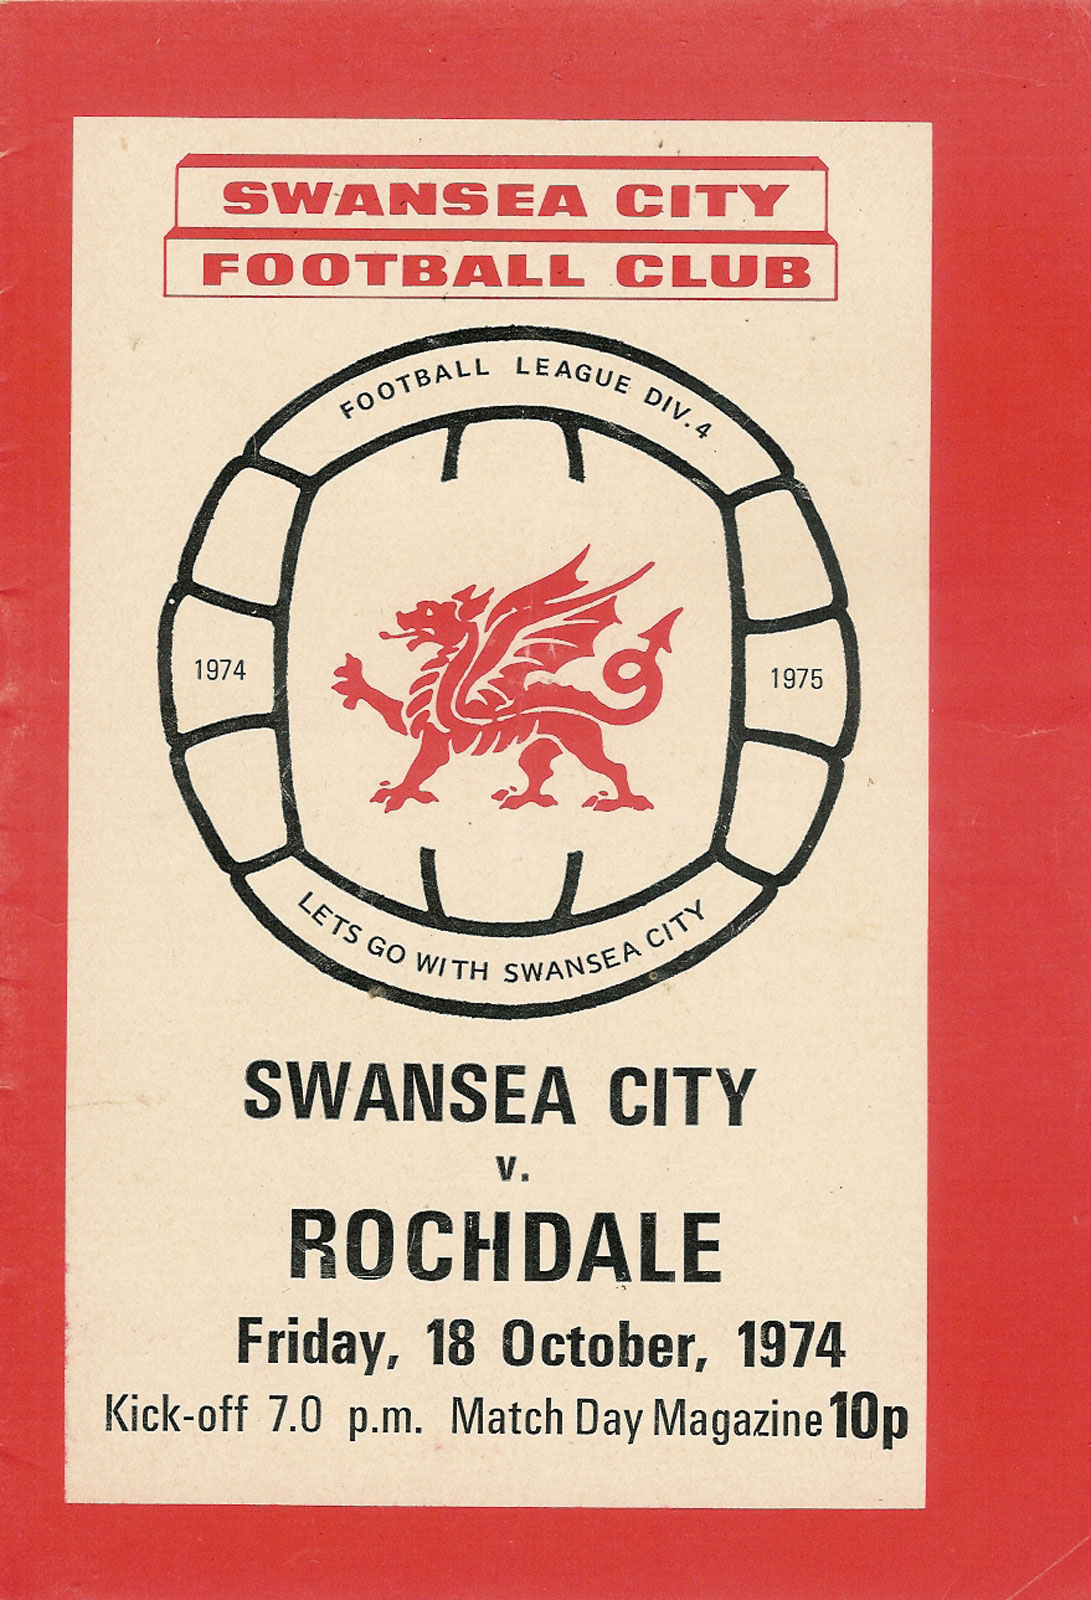 SWANSEA CITY
FOOTBALL CLUB
FOOTBALL LEAGUE DIV.4
1974
1975
LETS GO WITH SWANSEA CITY
SWANSEA CITY
v.
ROCHDALE
Friday, 18 October, 1974
Kick-off 7.0 p.m. Match Day Magazine 10p